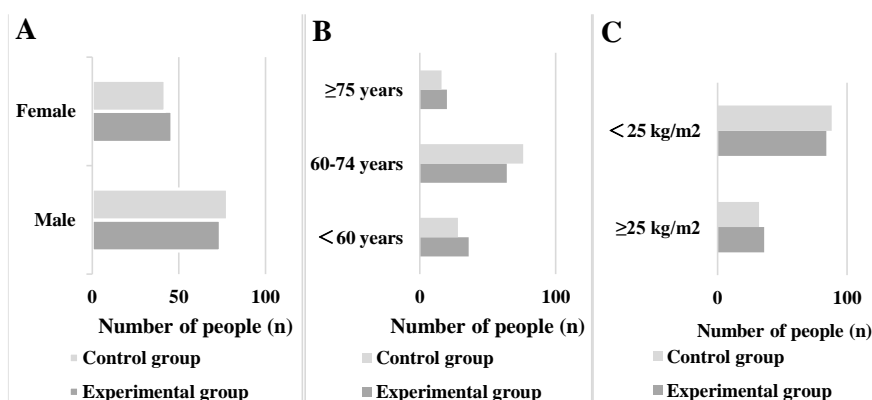 A
Female
Male
0 50 100
Number of people (n)
Control group
Experimental group
B
≥75 years
60-74 years
＜60 years
0 100
Number of people (n)
Control group
Experimental group
C
＜25 kg/m2
≥25 kg/m2
0 100
Number of people (n)
Control group
Experimental group